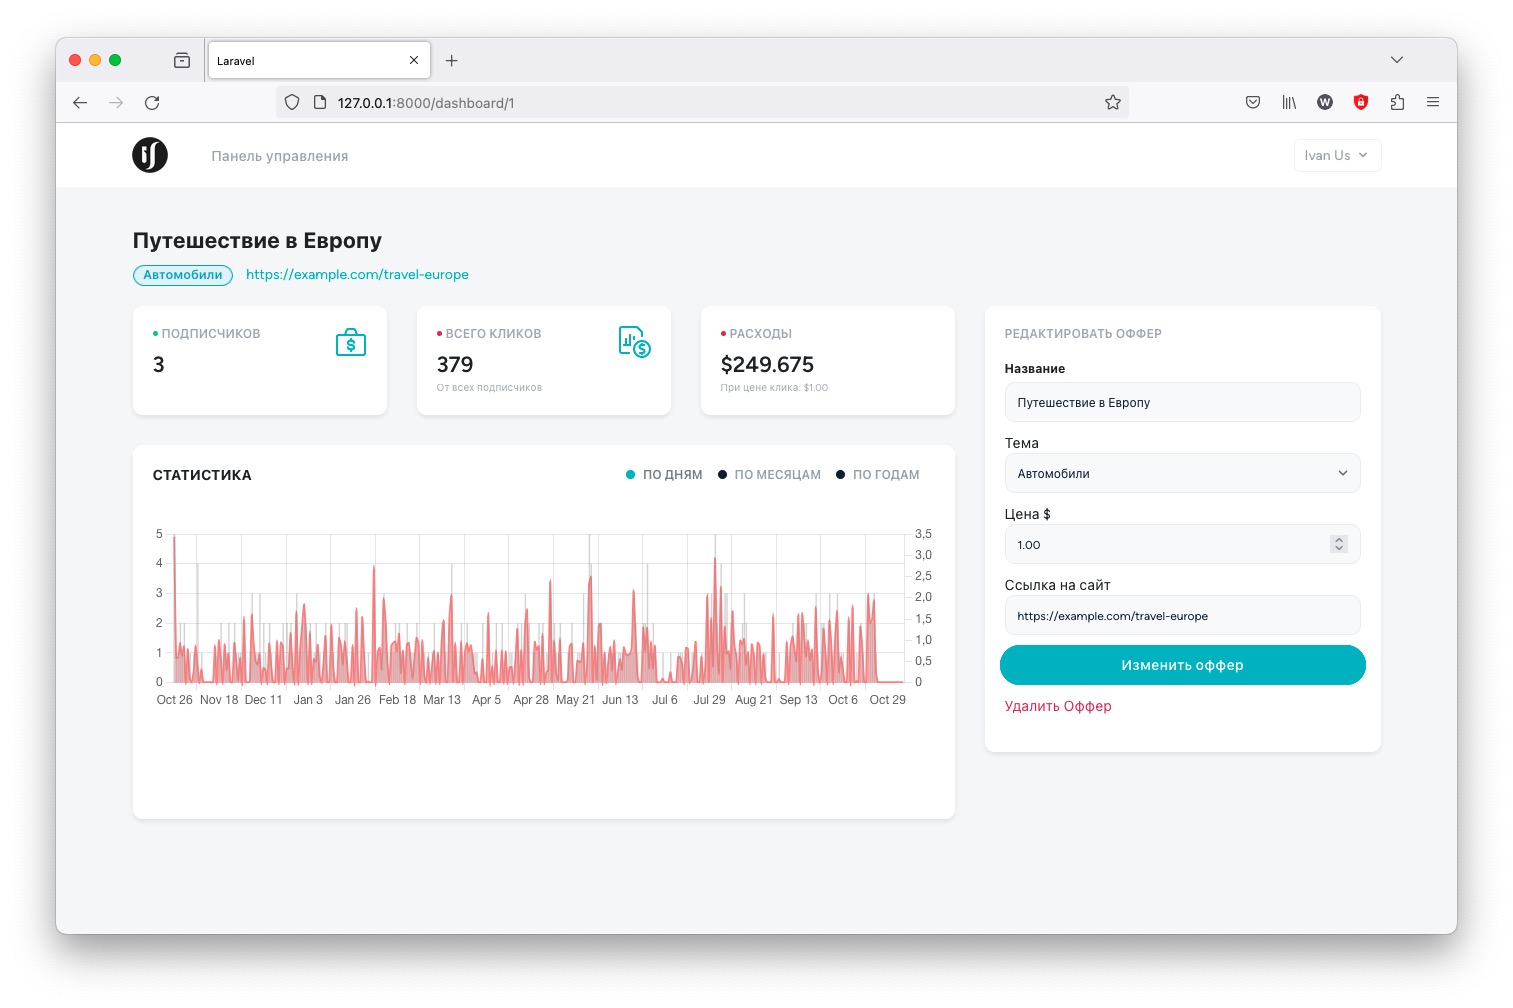 Laravel
127.0.0.1:8000/dashboard/1
W
Панель управления
Ivan Us
Путешествие в Европу
Автомобили https://example.com/travel-europe
ПОДПИСЧИКОВ
3
$
ВСЕГО КЛИКОВ
379
От всех подписчиков
$
РАСХОДЫ
$249.675
При цене клика: $1.00
СТАТИСТИКА
ПО ДНЯМ ПО МЕСЯЦАМ ПО ГОДАМ
5
4
3
2
1
0
3,5
3,0
2,5
2,0
1,5
1,0
0,5
0
Oct 26 Nov 18 Dec 11 Jan 3 Jan 26 Feb 18 Mar 13 Apr 5 Apr 28 May 21 Jun 13 Jul 6 Jul 29 Aug 21 Sep 13 Oct 6 Oct 29
РЕДАКТИРОВАТЬ ОФФЕР
Название
Путешествие в Европу
Тема
Автомобили
Цена $
1.00
Ссылка на сайт
https://example.com/travel-europe
Изменить оффер
Удалить Оффер